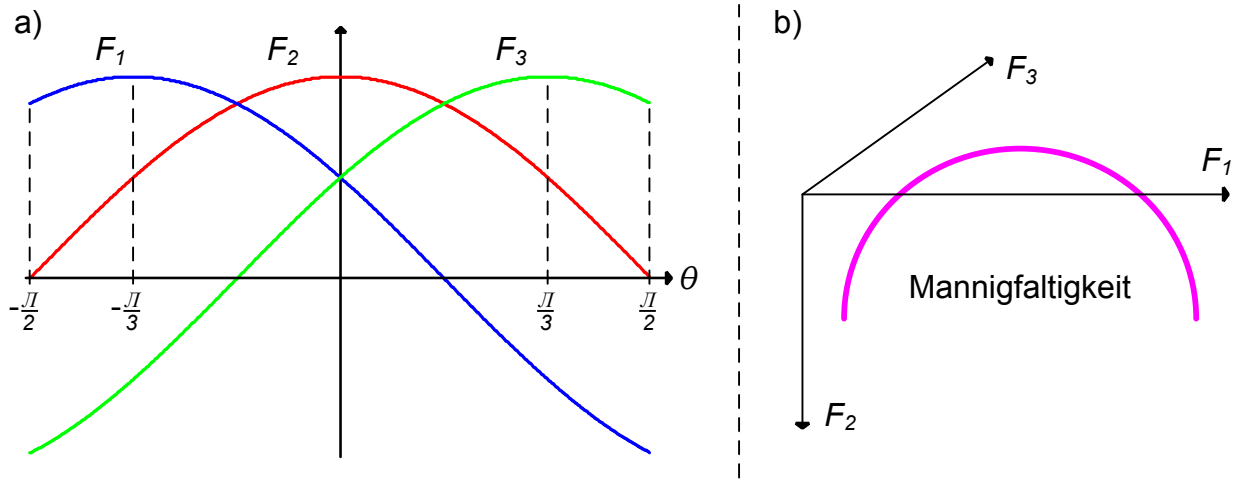 a)
F₁
F₂
F₃
θ
-π/2
-π/3
π/3
π/2
b)
F₃
F₁
Mannigfaltigkeit
F₂